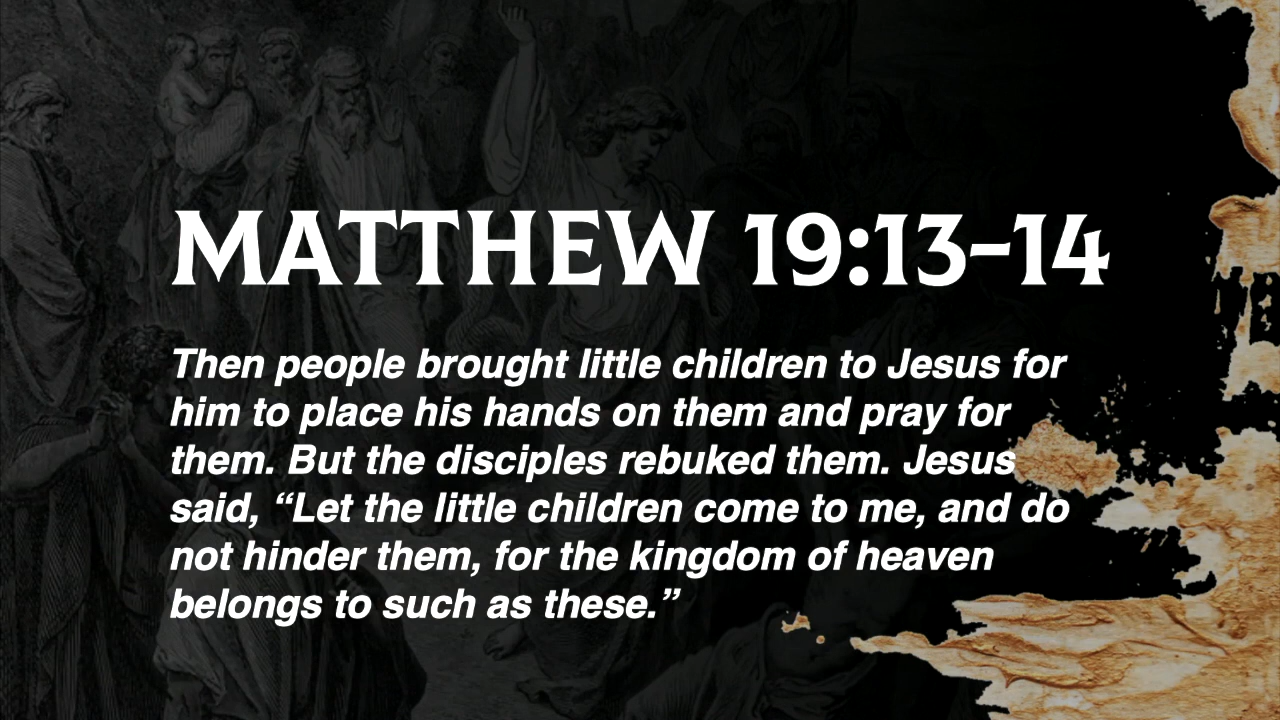 MATTHEW 19:13-14
Then people brought little children to Jesus for
him to place his hands on them and pray for
them. But the disciples rebuked them. Jesus
said, “Let the little children come to me, and do
not hinder them, for the kingdom of heaven
belongs to such as these.”